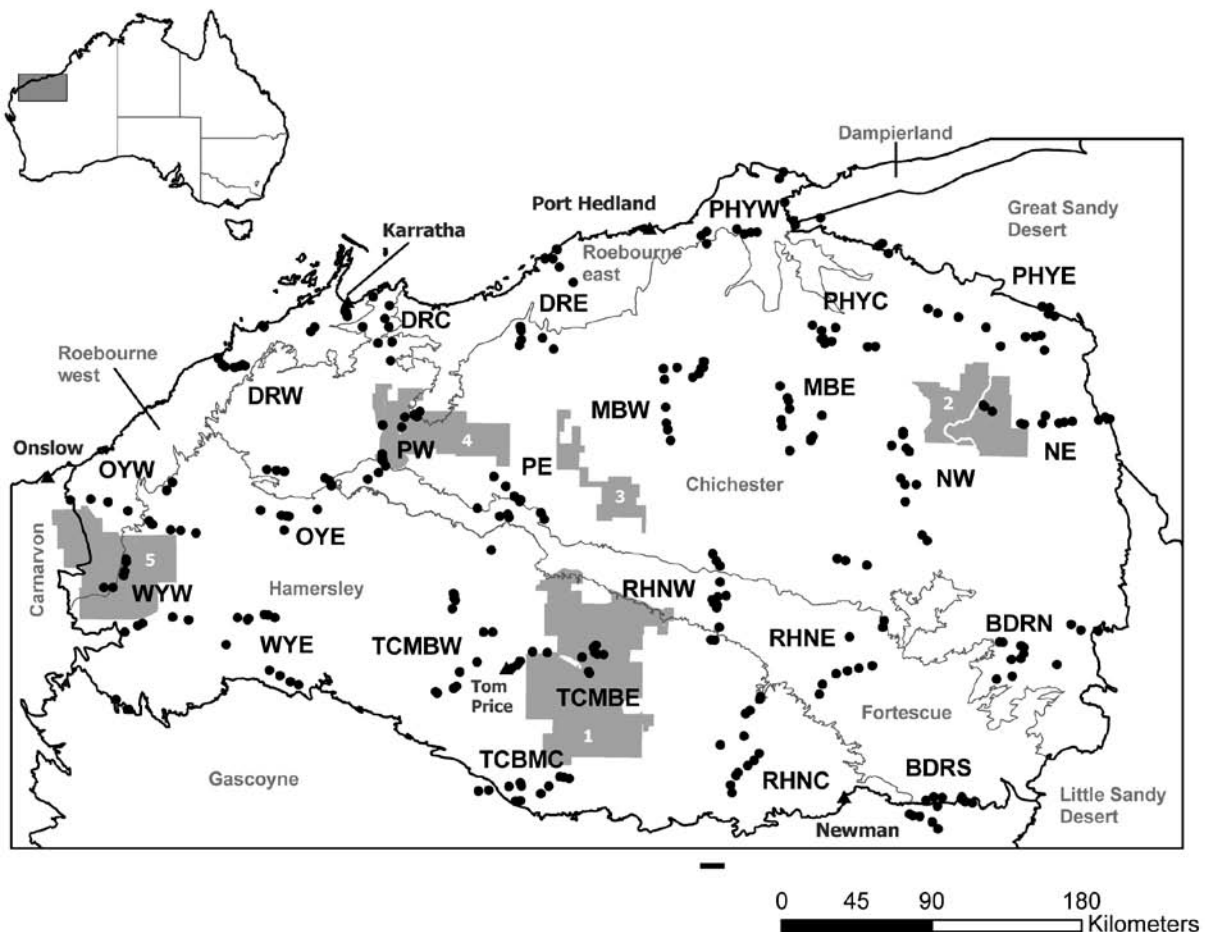 Dampierland
Port Hedland
PHYW
Great Sandy
Desert
Karratha
Roebourne
east
PHYE
DRE
PHYC
DRC
Roebourne
west
DRW
MBE
MBW
2
4
PW
NE
Onslow
OYW
PE
NW
3
Chichester
OYE
Carnarvon
5
Hamersley
WYW
RHNW
BDRN
WYE
TCMBW
RHNE
Tom
Price
TCMBE
Fortescue
1
TCBMC
BDRS
Gascoyne
RHNC
Little Sandy
Desert
Newman
0 45 90 180
Kilometers